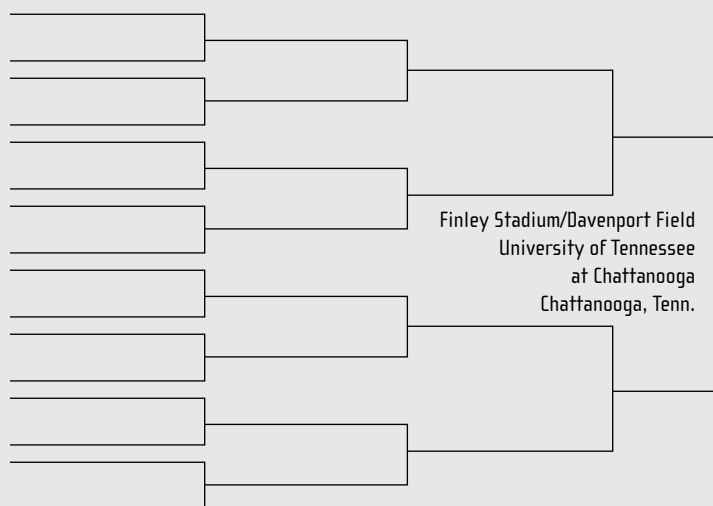 Finley Stadium/Davenport Field
University of Tennessee
at Chattanooga
Chattanooga, Tenn.